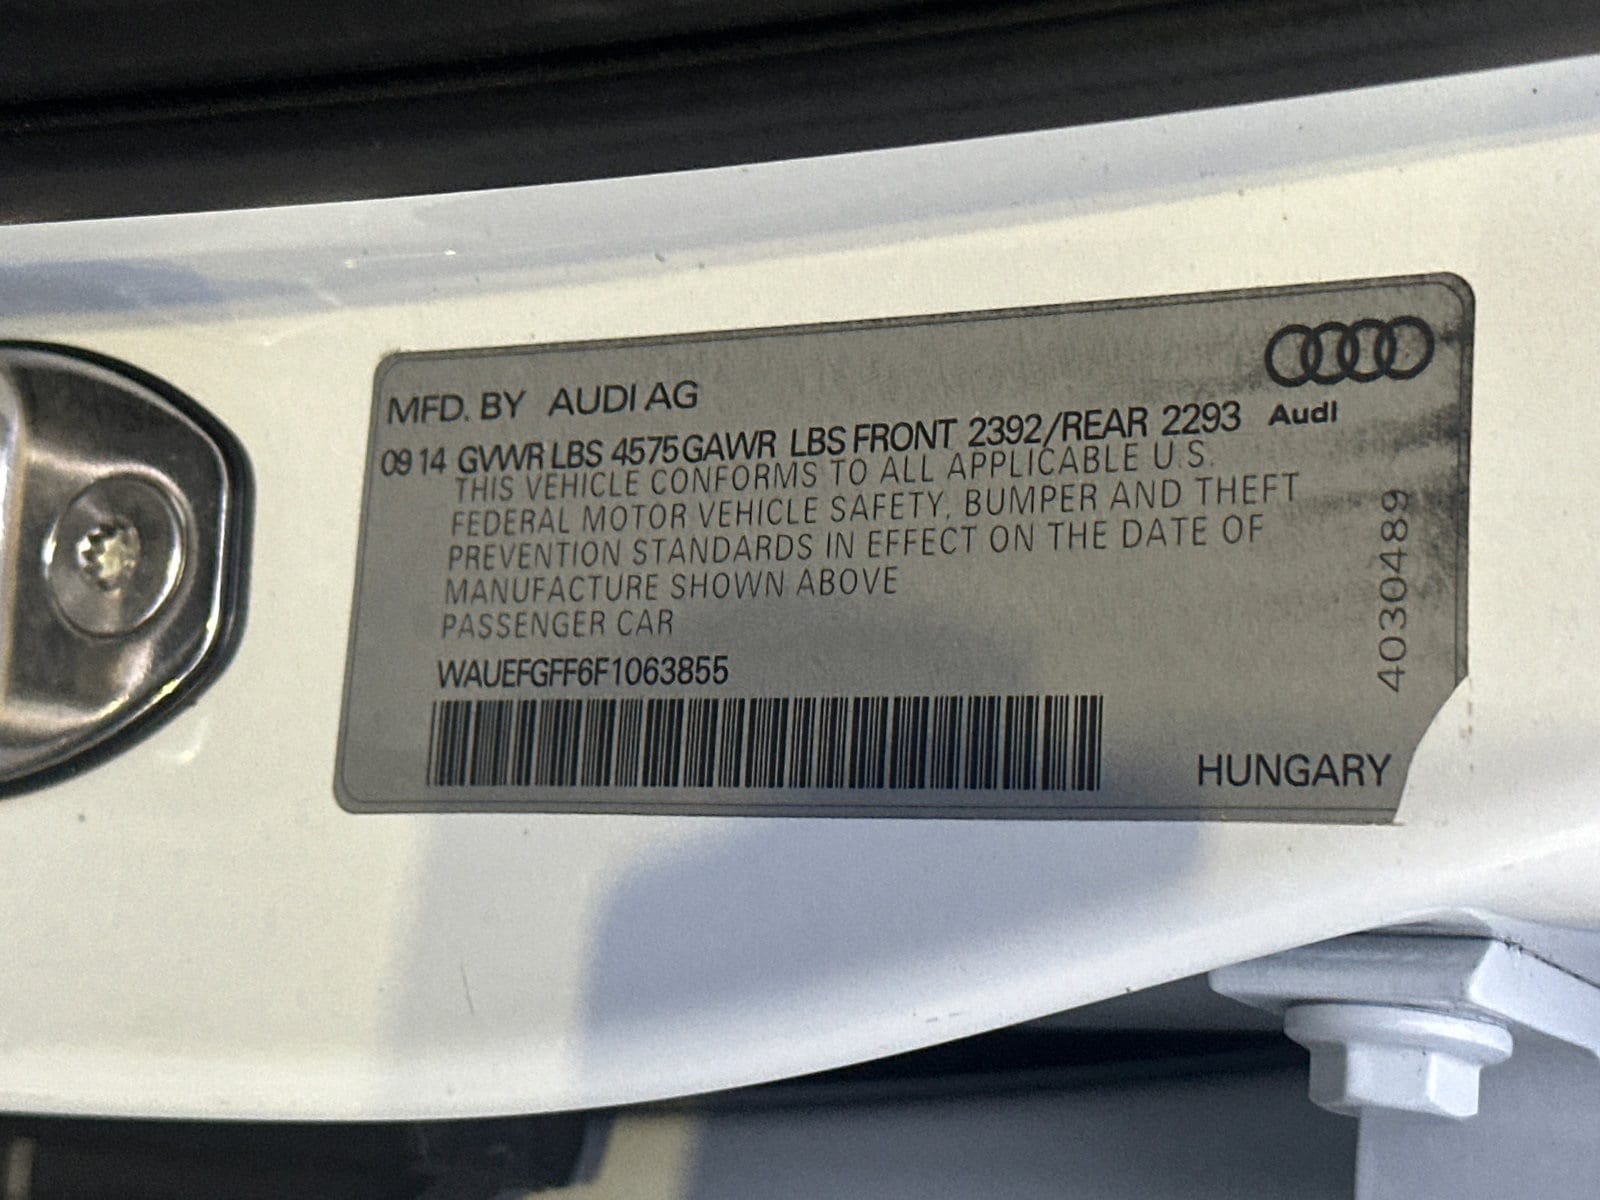 MFD. BY AUDI AG
Audi
09 14 GVWR LBS 4575 GAWR LBS FRONT 2392/REAR 2293
THIS VEHICLE CONFORMS TO ALL APPLICABLE U.S.
FEDERAL MOTOR VEHICLE SAFETY, BUMPER AND THEFT
PREVENTION STANDARDS IN EFFECT ON THE DATE OF
MANUFACTURE SHOWN ABOVE
PASSENGER CAR
WAUEFGFF6F1063855
HUNGARY
4030489